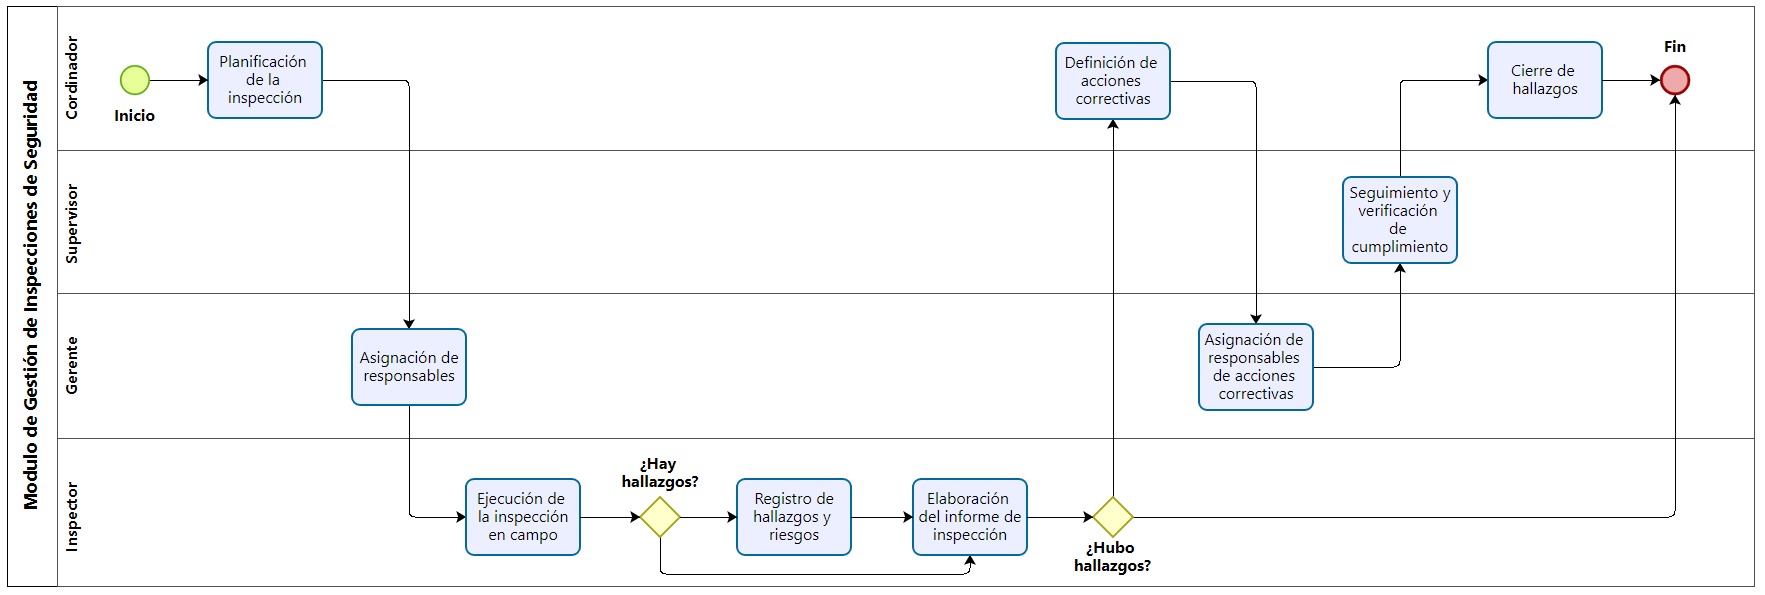 Modulo de Gestión de Inspecciones de Seguridad
Cordinador
Inicio
Planificación
de la
inspección
Definición de
acciones
correctivas
Cierre de
hallazgos
Fin
Supervisor
Seguimiento y
verificación
de
cumplimiento
Gerente
Asignación de
responsables
Asignación de
responsables
de acciones
correctivas
Inspector
Ejecución de
la inspección
en campo
¿Hay
hallazgos?
Registro de
hallazgos y
riesgos
Elaboración
del informe de
inspección
¿Hubo
hallazgos?